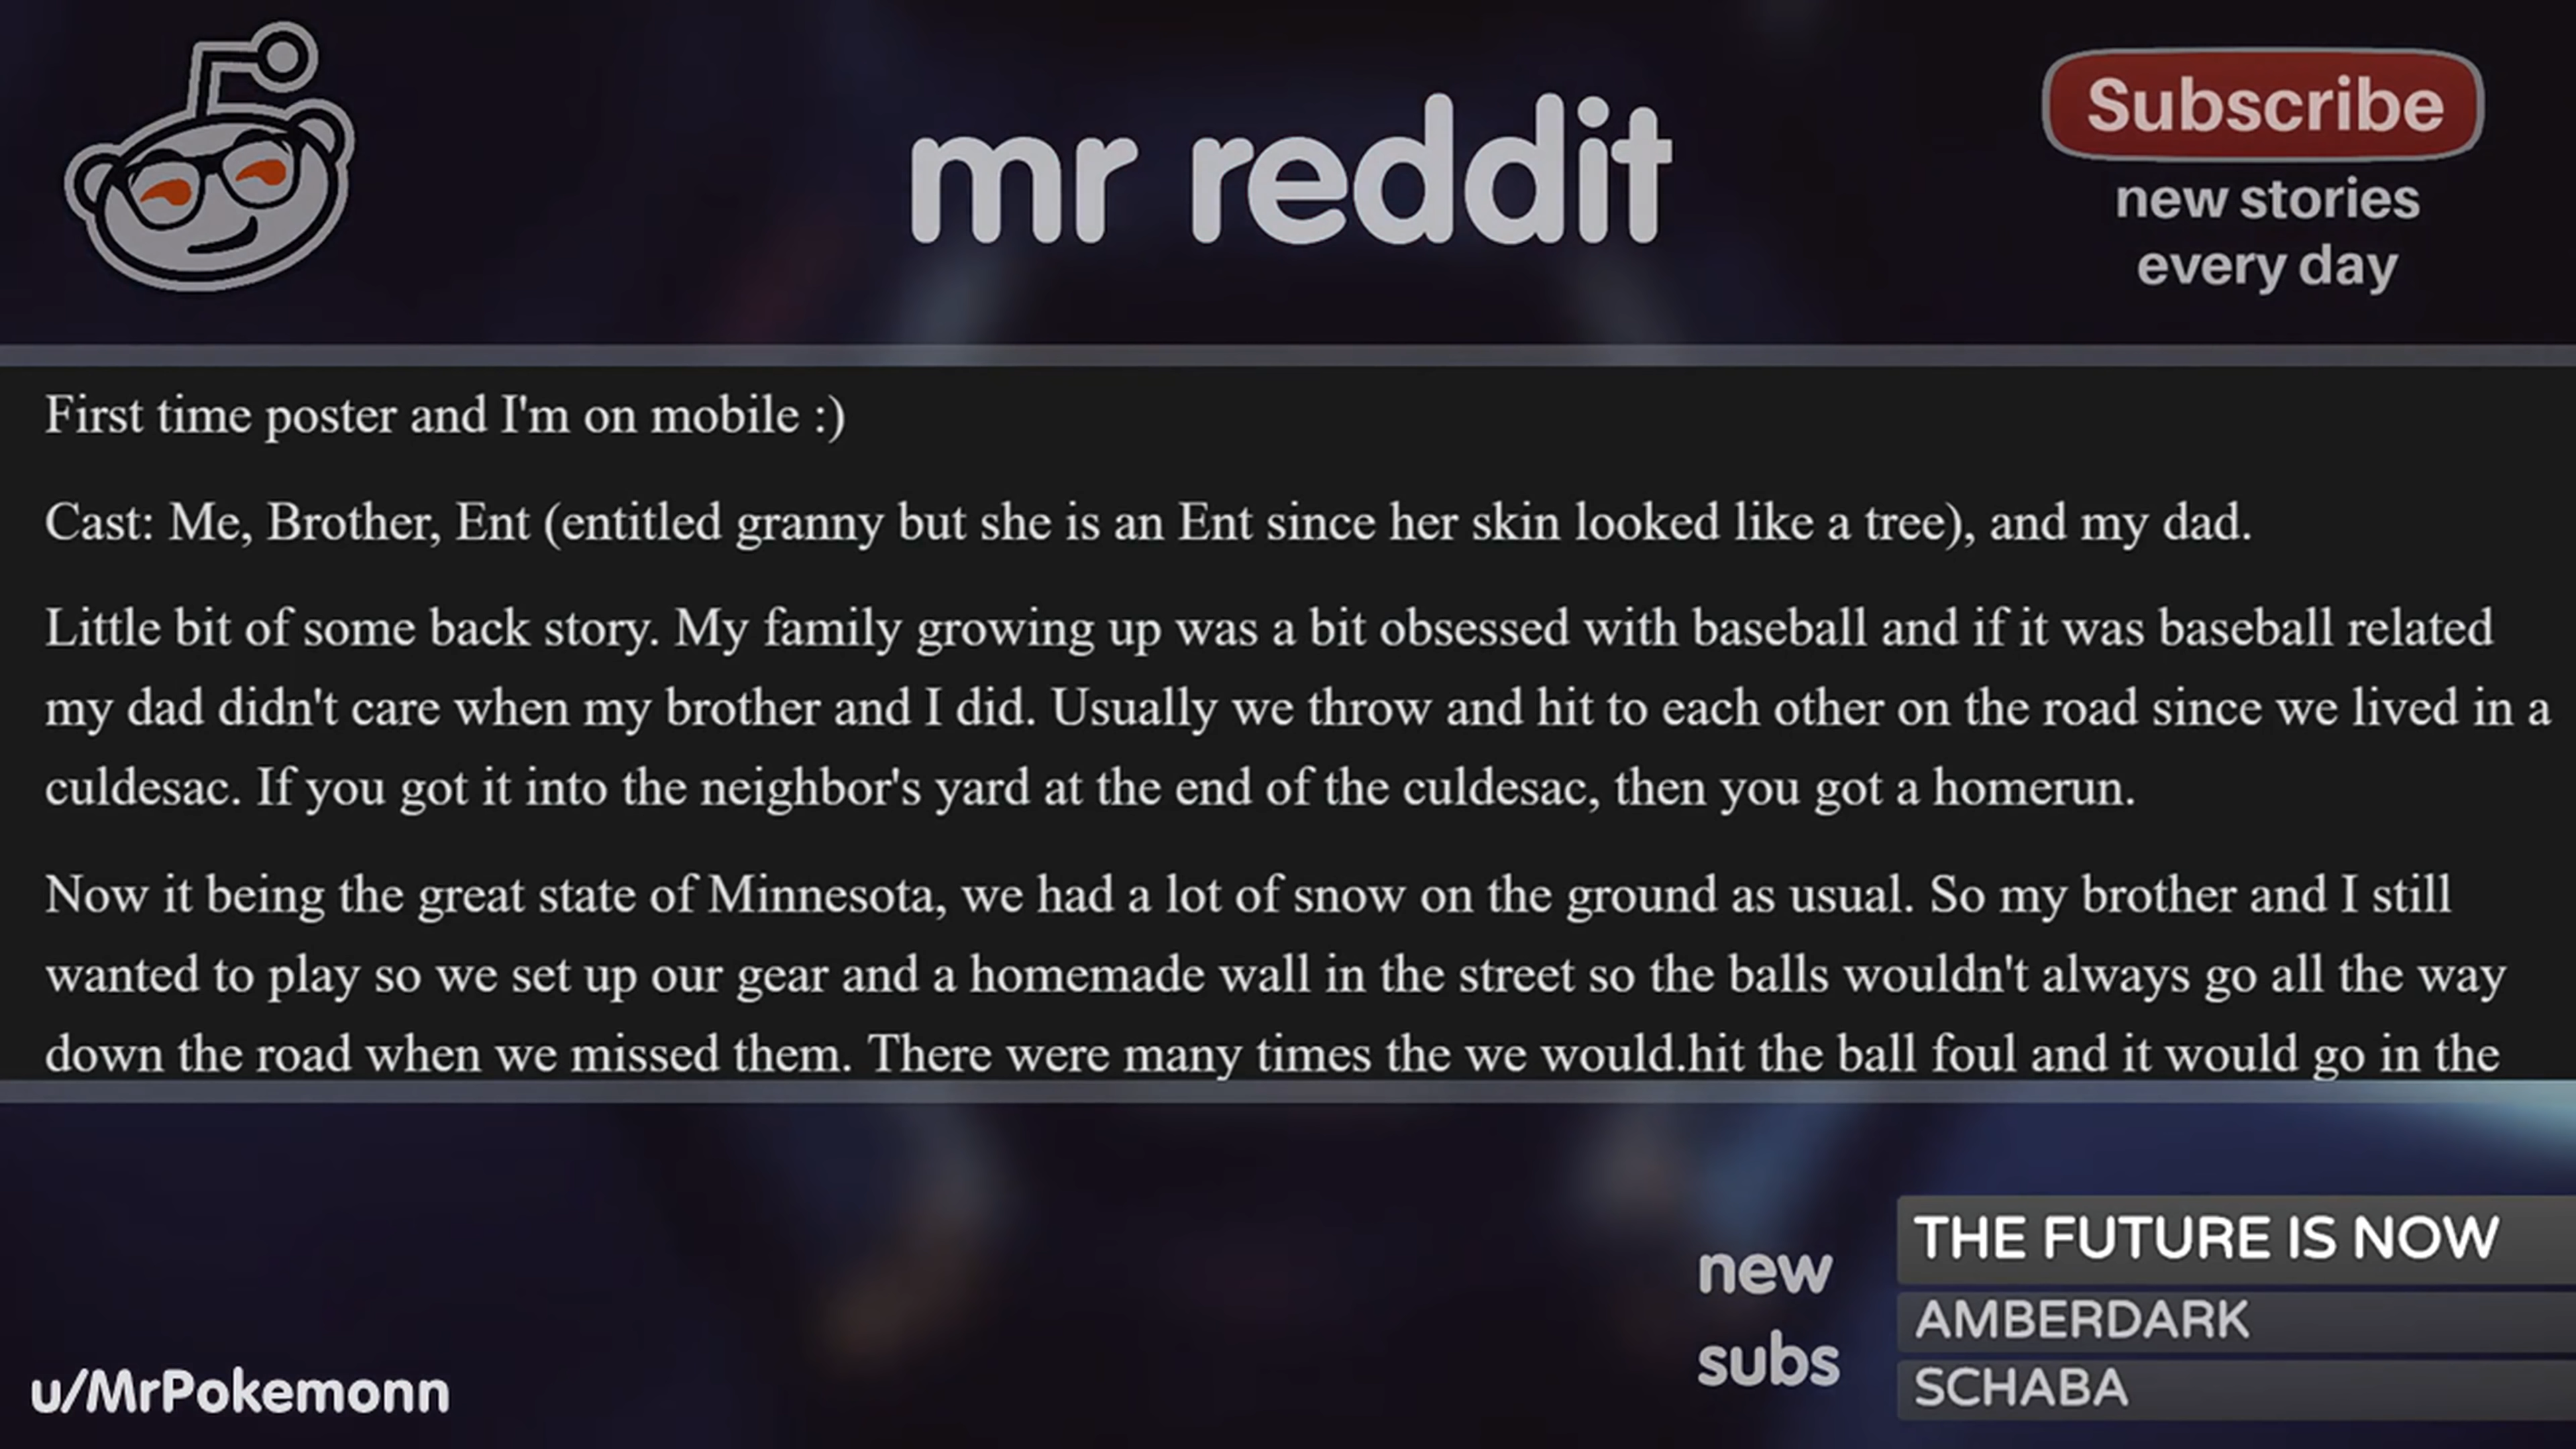 mr reddit
Subscribe
new stories
every day
First time poster and I'm on mobile :)
Cast: Me, Brother, Ent (entitled granny but she is an Ent since her skin looked like a tree), and my dad.
Little bit of some back story. My family growing up was a bit obsessed with baseball and if it was baseball related
my dad didn't care when my brother and I did. Usually we throw and hit to each other on the road since we lived in a
culdesac. If you got it into the neighbor's yard at the end of the culdesac, then you got a homerun.
Now it being the great state of Minnesota, we had a lot of snow on the ground as usual. So my brother and I still
wanted to play so we set up our gear and a homemade wall in the street so the balls wouldn't always go all the way
down the road when we missed them. There were many times the we would.hit the ball foul and it would go in the
u/MrPokemonn
new
subs
THE FUTURE IS NOW
AMBERDARK
SCHABA